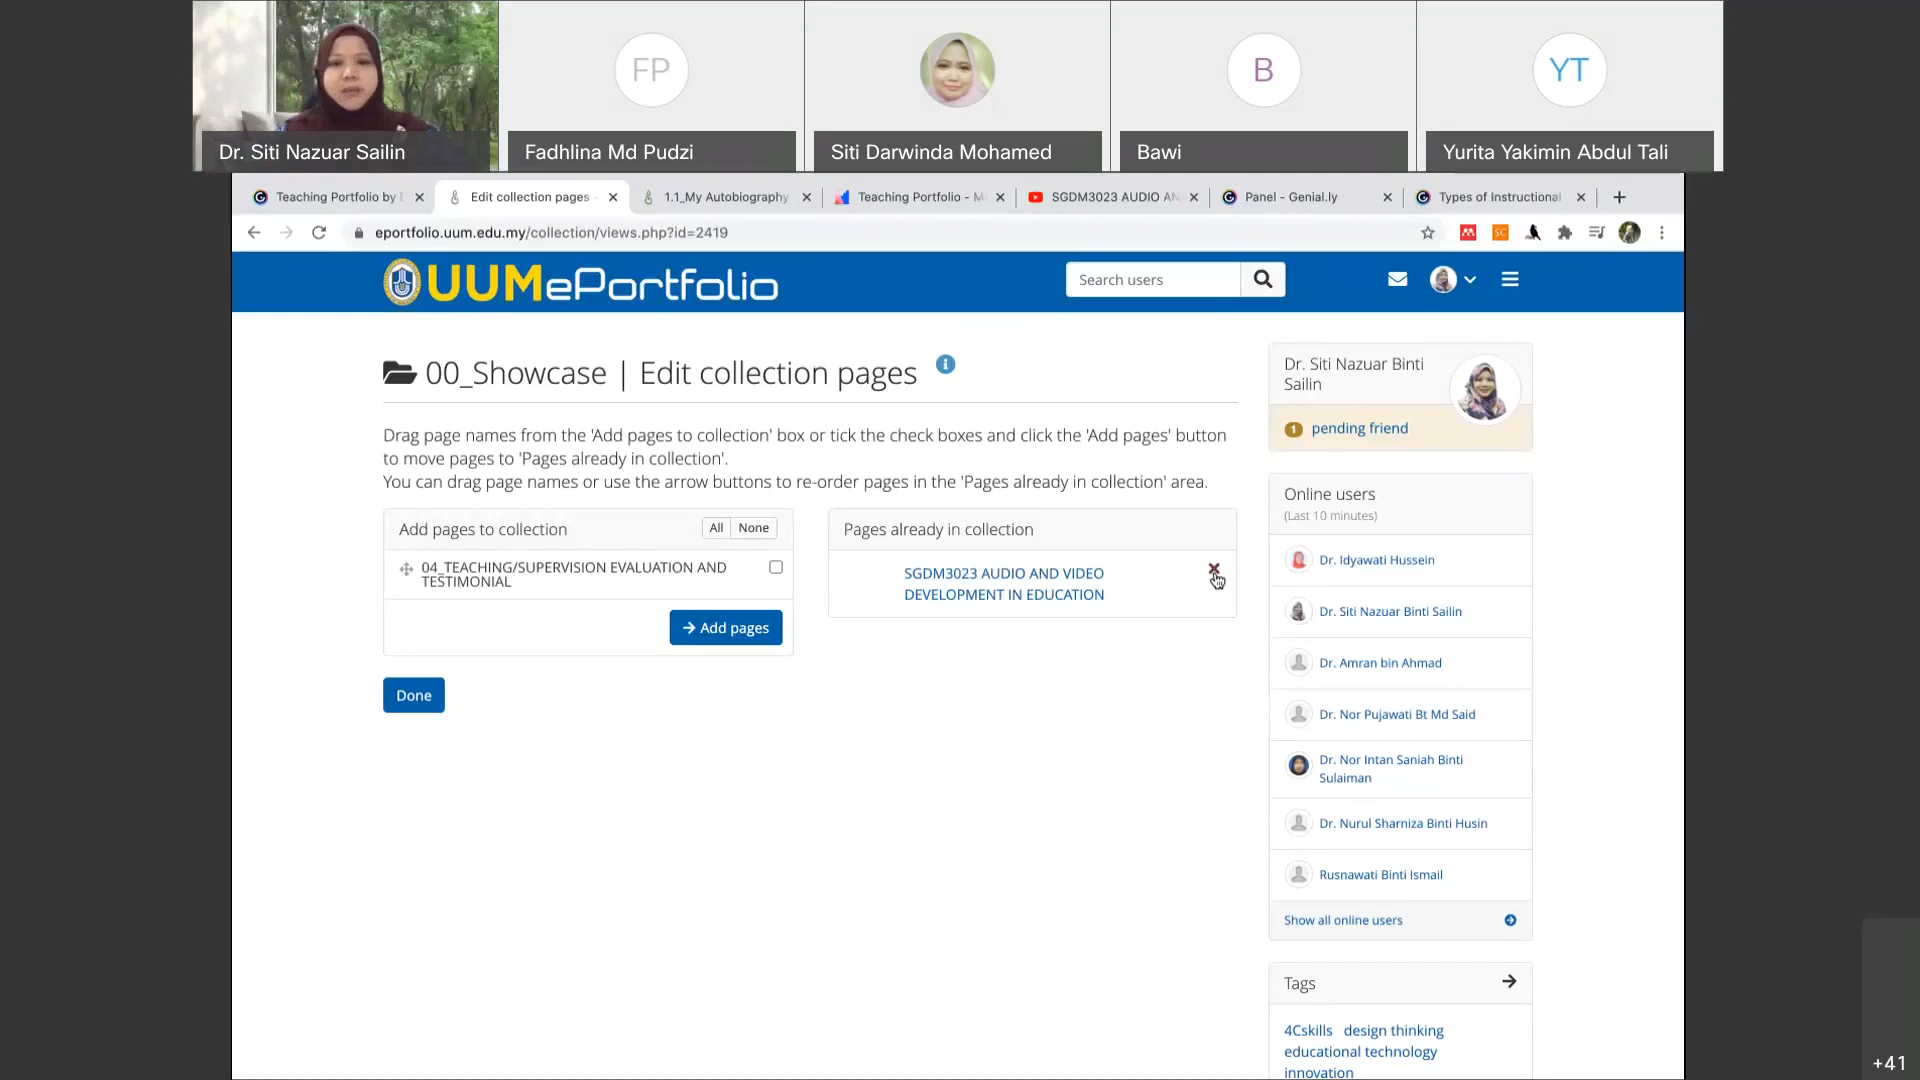 FP
B
YT
Dr. Siti Nazuar Sailin
Fadhlina Md Pudzi
Siti Darwinda Mohamed
Bawi
Yurita Yakimin Abdul Tali
Teaching Portfolio by
Edit collection pages
1.1_My Autobiography
Teaching Portfolio - M
SGDM3023 AUDIO AN
Panel - Genial.ly
Types of Instructional
eportfolio.uum.edu.my/collection/views.php?id=2419
SC
UUMePortfolio
Search users
00_Showcase | Edit collection pages
Drag page names from the 'Add pages to collection' box or tick the check boxes and click the 'Add pages' button
to move pages to 'Pages already in collection'.
You can drag page names or use the arrow buttons to re-order pages in the 'Pages already in collection' area.
Add pages to collection
All
None
04_TEACHING/SUPERVISION EVALUATION AND
TESTIMONIAL
Add pages
Done
Pages already in collection
SGDM3023 AUDIO AND VIDEO
DEVELOPMENT IN EDUCATION
Dr. Siti Nazuar Binti
Sailin
1 pending friend
Online users
(Last 10 minutes)
Dr. Idyawati Hussein
Dr. Siti Nazuar Binti Sailin
Dr. Amran bin Ahmad
Dr. Nor Pujawati Bt Md Said
Dr. Nor Intan Saniah Binti
Sulaiman
Dr. Nurul Sharniza Binti Husin
Rusnawati Binti Ismail
Show all online users
Tags
4Cskills design thinking
educational technology
innovation
+41